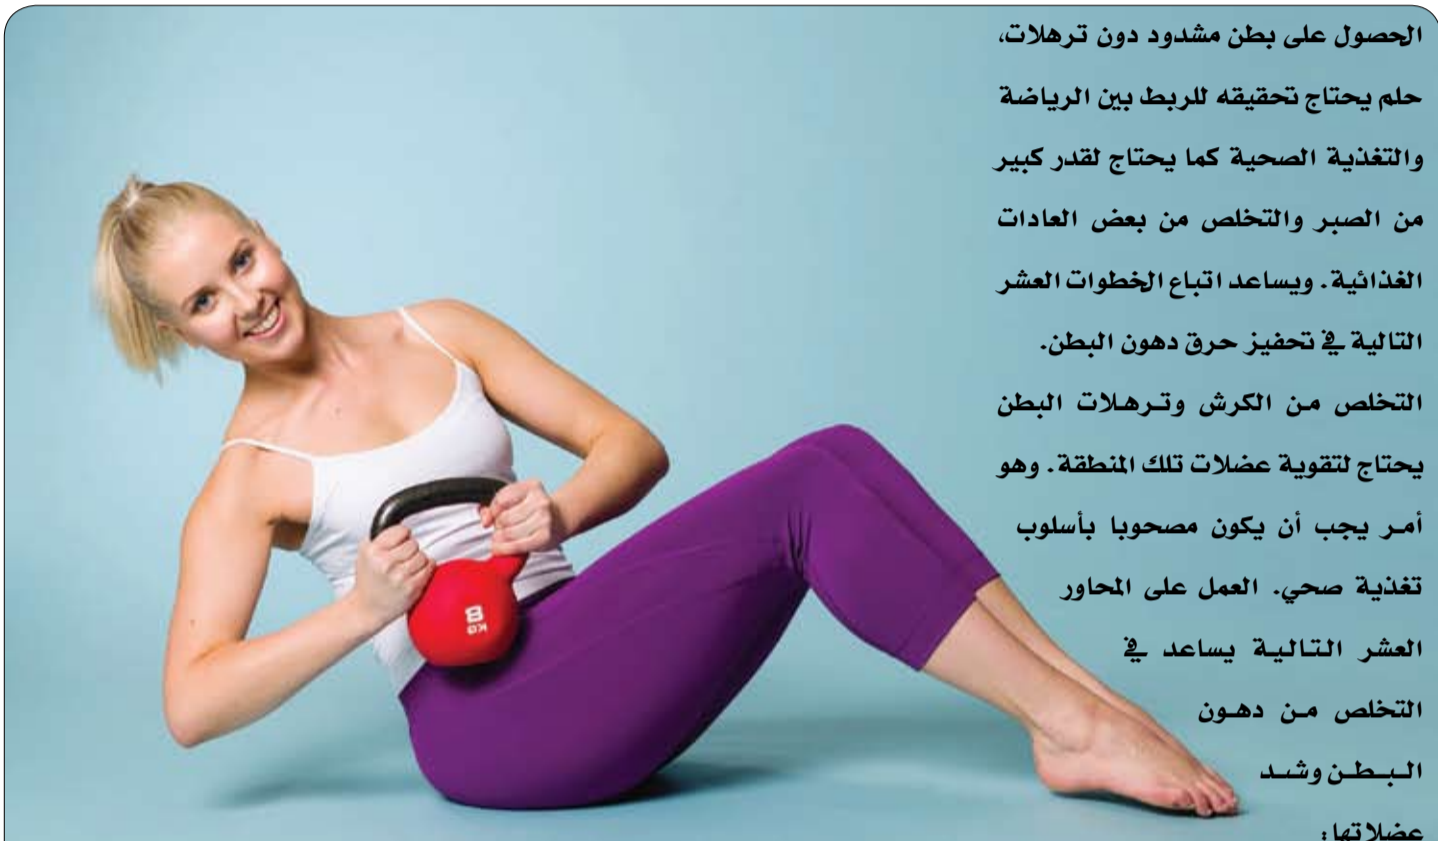 الحصول على بطن مشدود دون ترهلات،
حلم يحتاج تحقيقه للربط بين الرياضة
والتغذية الصحية كما يحتاج لقدر كبير
من الصبر والتخلص من بعض العادات
الغذائية. ويساعد اتباع الخطوات العشر
التالية في تحفيز حرق دهون البطن.
التخلص من الكرش وترهلات البطن
يحتاج لتقوية عضلات تلك المنطقة. وهو
أمر يجب أن يكون مصحوبا بأسلوب
تغذية صحي. العمل على المحاور
العشر التالية يساعد في
التخلص من دهون
البطن وشد
عضلاتها:
8
KG